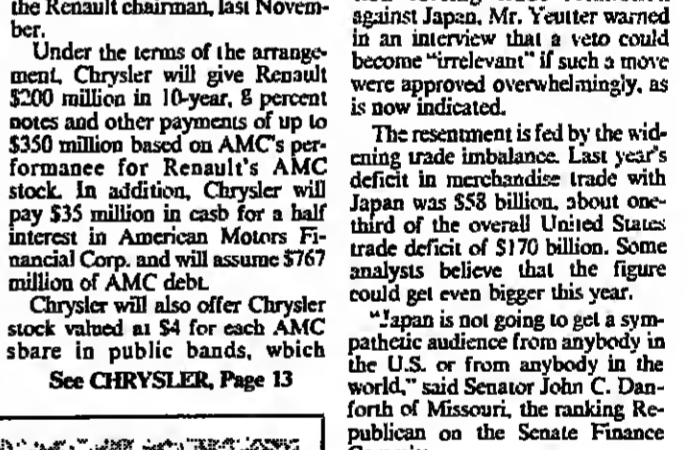 the Renault chairman, last Novem-
ber.
Under the terms of the arrange-
ment, Chrysler will give Renault
$200 million in 10-year, 8 percent
notes and other payments of up to
$350 million based on AMC's per-
formance for Renault's AMC
stock. In addition, Chrysler will
pay $35 million in cash for a half
interest in American Motors Fi-
nancial Corp. and will assume $767
million of AMC debt.
Chrysler will also offer Chrysler
stock valued at $4 for each AMC
share in public hands, which
See CHRYSLER, Page 13
against Japan, Mr. Yeutter warned
in an interview that a veto could
become "irrelevant" if such a move
were approved overwhelmingly, as
is now indicated.
The resentment is fed by the wid-
ening trade imbalance. Last year's
deficit in merchandise trade with
Japan was $58 billion, about one-
third of the overall United States
trade deficit of $170 billion. Some
analysts believe that the figure
could get even bigger this year.
"Japan is not going to get a sym-
pathetic audience from anybody in
the U.S. or from anybody in the
world," said Senator John C. Dan-
forth of Missouri, the ranking Re-
publican on the Senate Finance